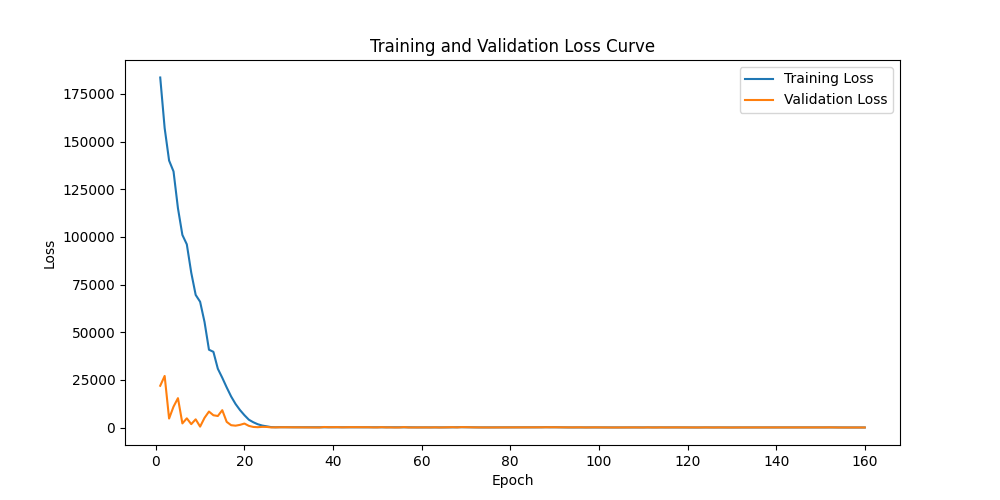 Training and Validation Loss Curve
Training Loss
Validation Loss
175000
150000
125000
100000
75000
50000
25000
0
Loss
0 20 40 60 80 100 120 140 160
Epoch